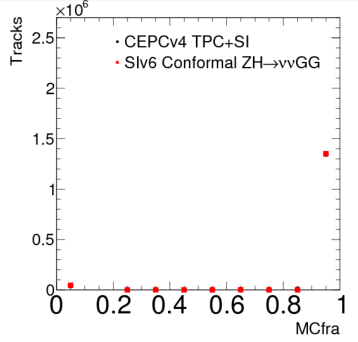 ×10⁶
Tracks
2.5
2
1.5
1
0.5
0
CEPCv4 TPC+SI
SIv6 Conformal ZH→ννGG
0 0.2 0.4 0.6 0.8 1
MCfra